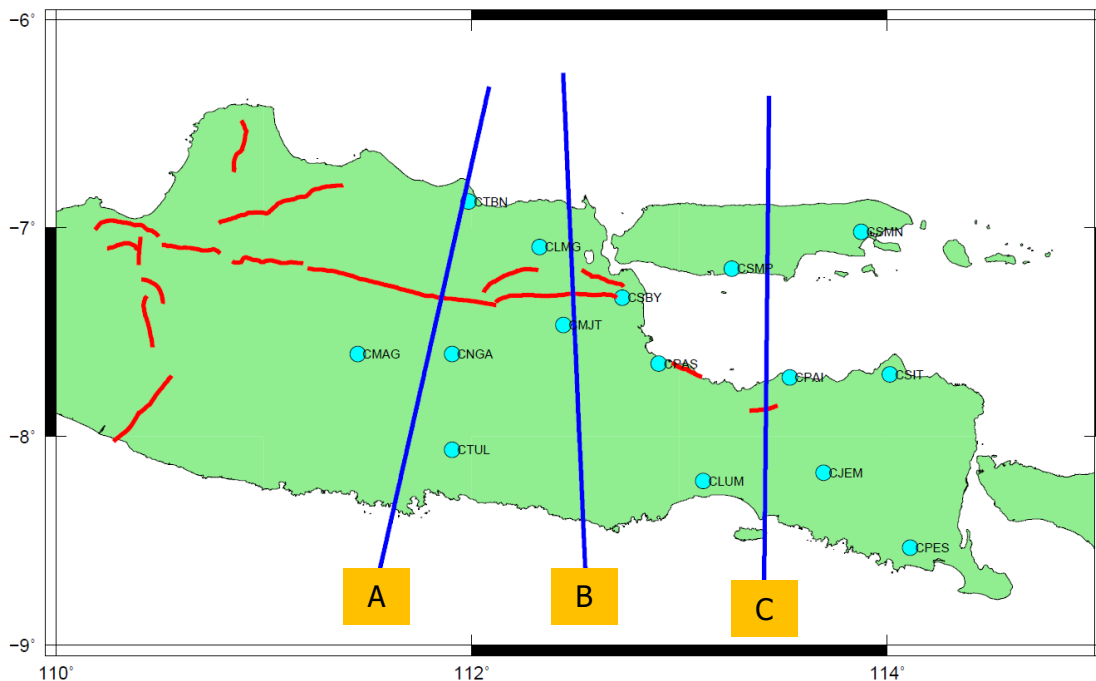 −6°
−7°
−8°
−9°
110°
112°
114°
CTBN
CLMG
CSMN
CSMP
CSBY
CMJT
CMAG
CNGA
CPAS
CPAI
CSIT
CTUL
CLUM
CJEM
CPES
A
B
C